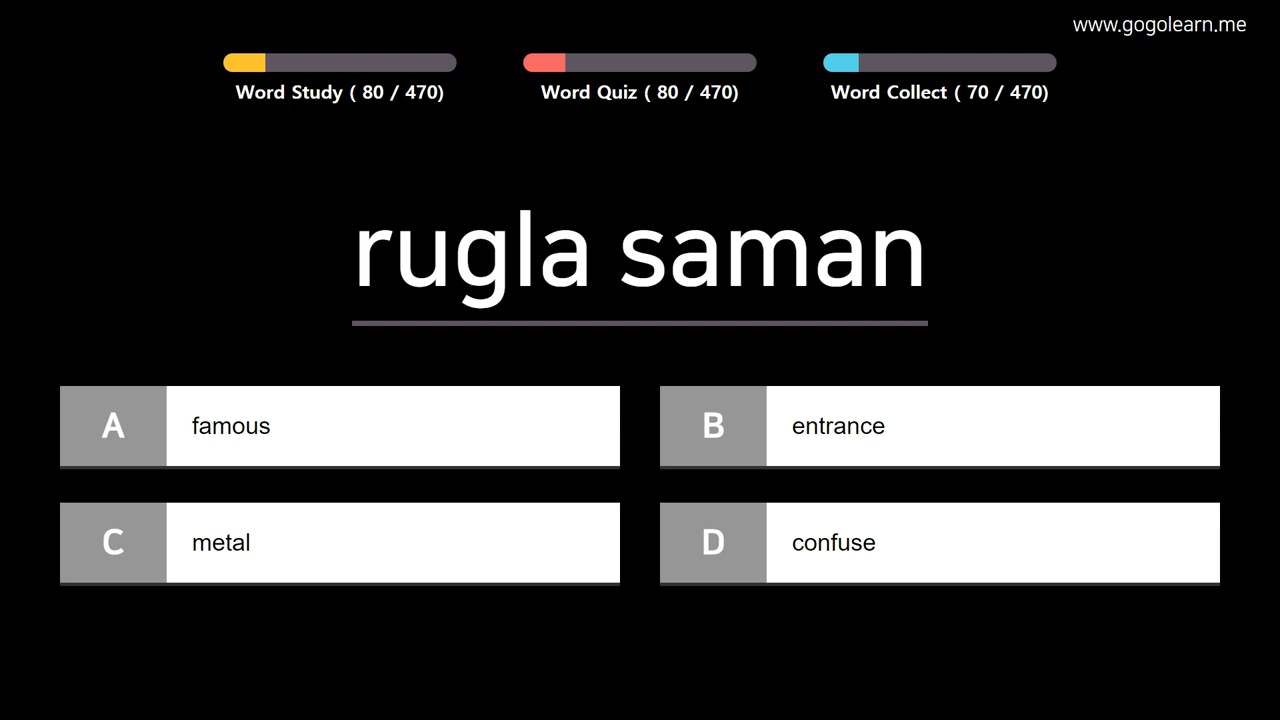 www.gogolearn.me
Word Study ( 80 / 470)
Word Quiz ( 80 / 470)
Word Collect ( 70 / 470)
rugla saman
A famous
B entrance
C metal
D confuse